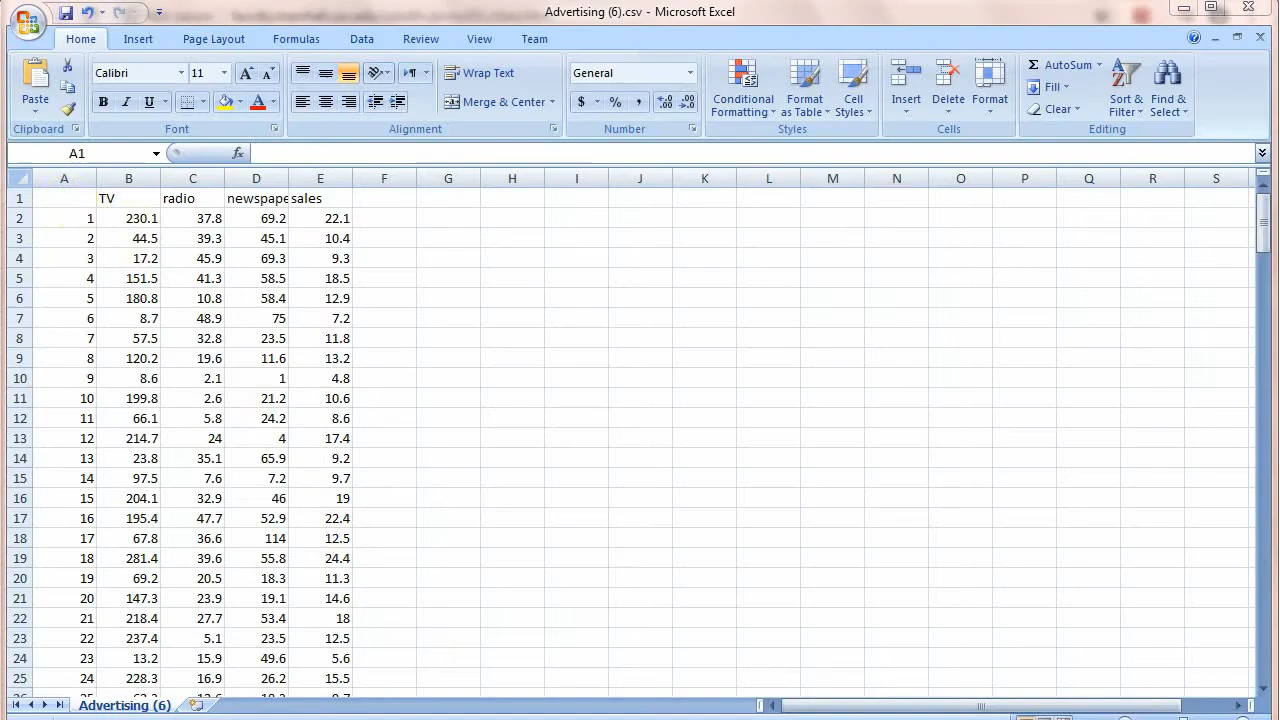 Advertising (6).csv - Microsoft Excel
Home Insert Page Layout Formulas Data Review View Team
Paste
Calibri 11
B I U A
Wrap Text
Merge & Center
General
$ % ,
Conditional Formatting
Format as Table
Cell Styles
Insert Delete Format
Σ AutoSum
Fill
Clear
Sort & Filter
Find & Select
Clipboard Font Alignment Number Styles Cells Editing
A1 fx
A B C D E F G H I J K L M N O P Q R S
1 TV radio newspape sales
2 1 230.1 37.8 69.2 22.1
3 2 44.5 39.3 45.1 10.4
4 3 17.2 45.9 69.3 9.3
5 4 151.5 41.3 58.5 18.5
6 5 180.8 10.8 58.4 12.9
7 6 8.7 48.9 75 7.2
8 7 57.5 32.8 23.5 11.8
9 8 120.2 19.6 11.6 13.2
10 9 8.6 2.1 1 4.8
11 10 199.8 2.6 21.2 10.6
12 11 66.1 5.8 24.2 8.6
13 12 214.7 24 4 17.4
14 13 23.8 35.1 65.9 9.2
15 14 97.5 7.6 7.2 9.7
16 15 204.1 32.9 46 19
17 16 195.4 47.7 52.9 22.4
18 17 67.8 36.6 114 12.5
19 18 281.4 39.6 55.8 24.4
20 19 69.2 20.5 18.3 11.3
21 20 147.3 23.9 19.1 14.6
22 21 218.4 27.7 53.4 18
23 22 237.4 5.1 23.5 12.5
24 23 13.2 15.9 49.6 5.6
25 24 228.3 16.9 26.2 15.5
Advertising (6)